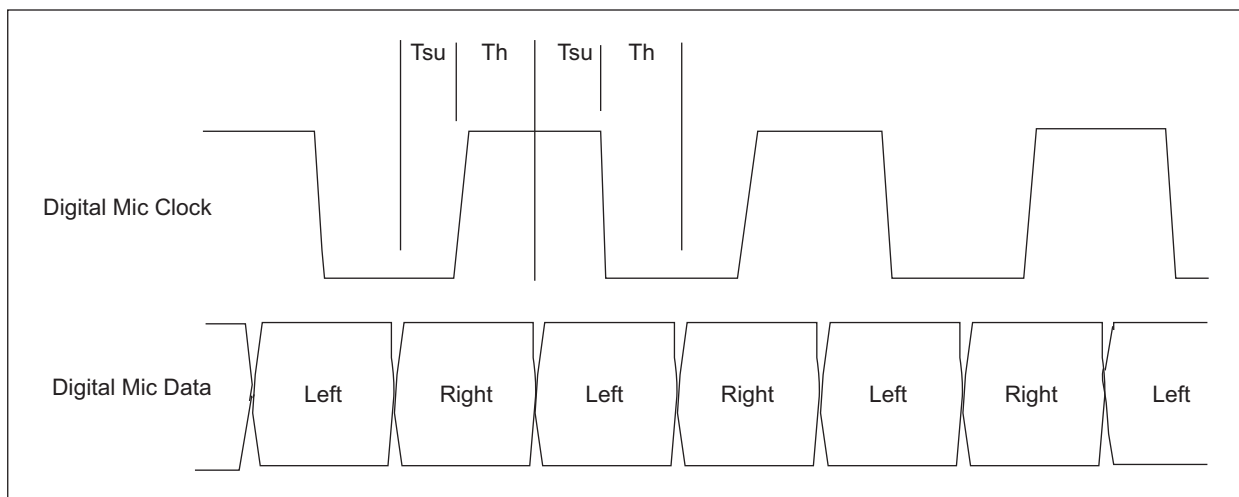 Tsu Th Tsu Th
Digital Mic Clock
Digital Mic Data Left Right Left Right Left Right Left